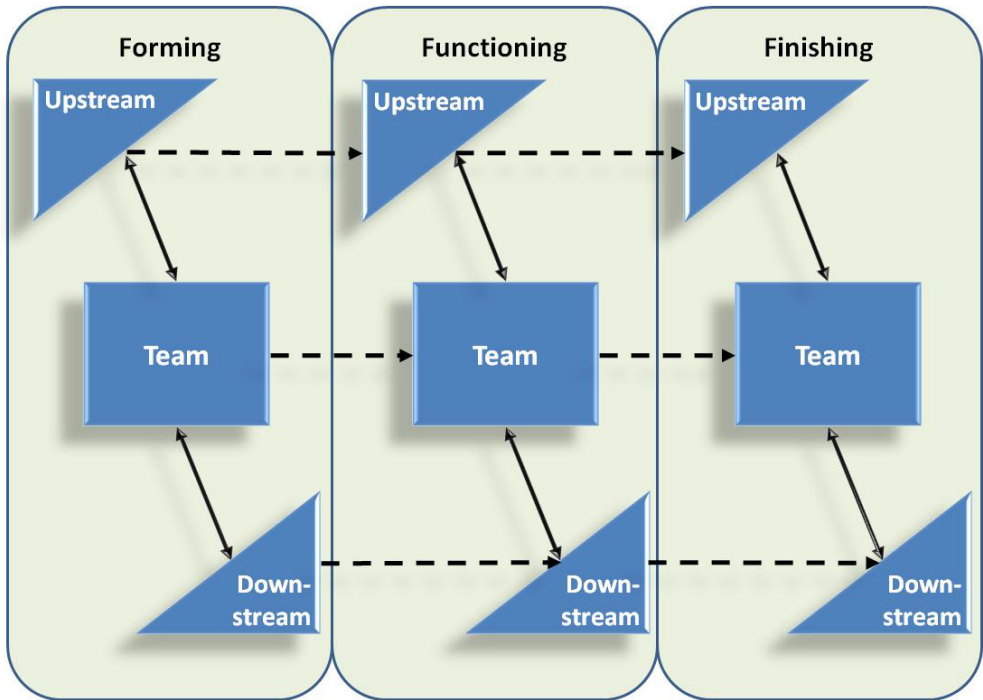 Forming
Functioning
Finishing
Upstream
Upstream
Upstream
Team
Team
Team
Down-
stream
Down-
stream
Down-
stream